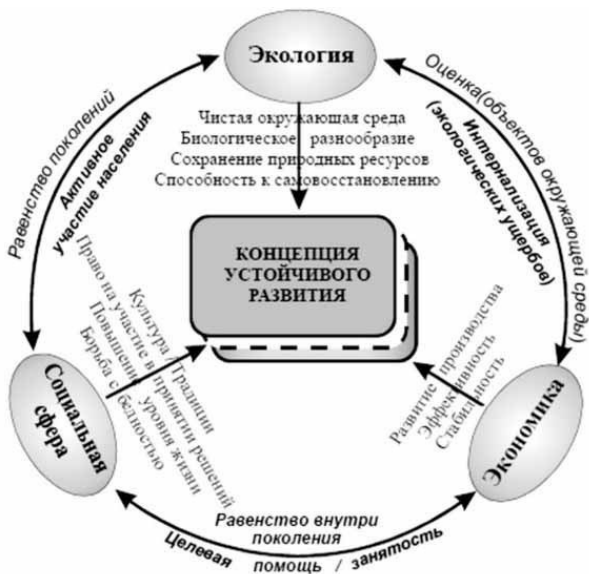 Экология
Чистая окружающая среда
Биологическое разнообразие
Сохранение природных ресурсов
Способность к самовосстановлению
Равенство поколений
Активное
участие населения
Оценка(объектов окружающей среды)
Интернализация
(экологических ущербов)
КОНЦЕПЦИЯ
УСТОЙЧИВОГО
РАЗВИТИЯ
Культура / Традиции
Право на участие в принятии решений
Повышение уровня жизни
Борьба с бедностью
Развитие производства
Эффективность
Стабильность
Социальная
сфера
Экономика
Равенство внутри
поколения
Целевая помощь / занятость